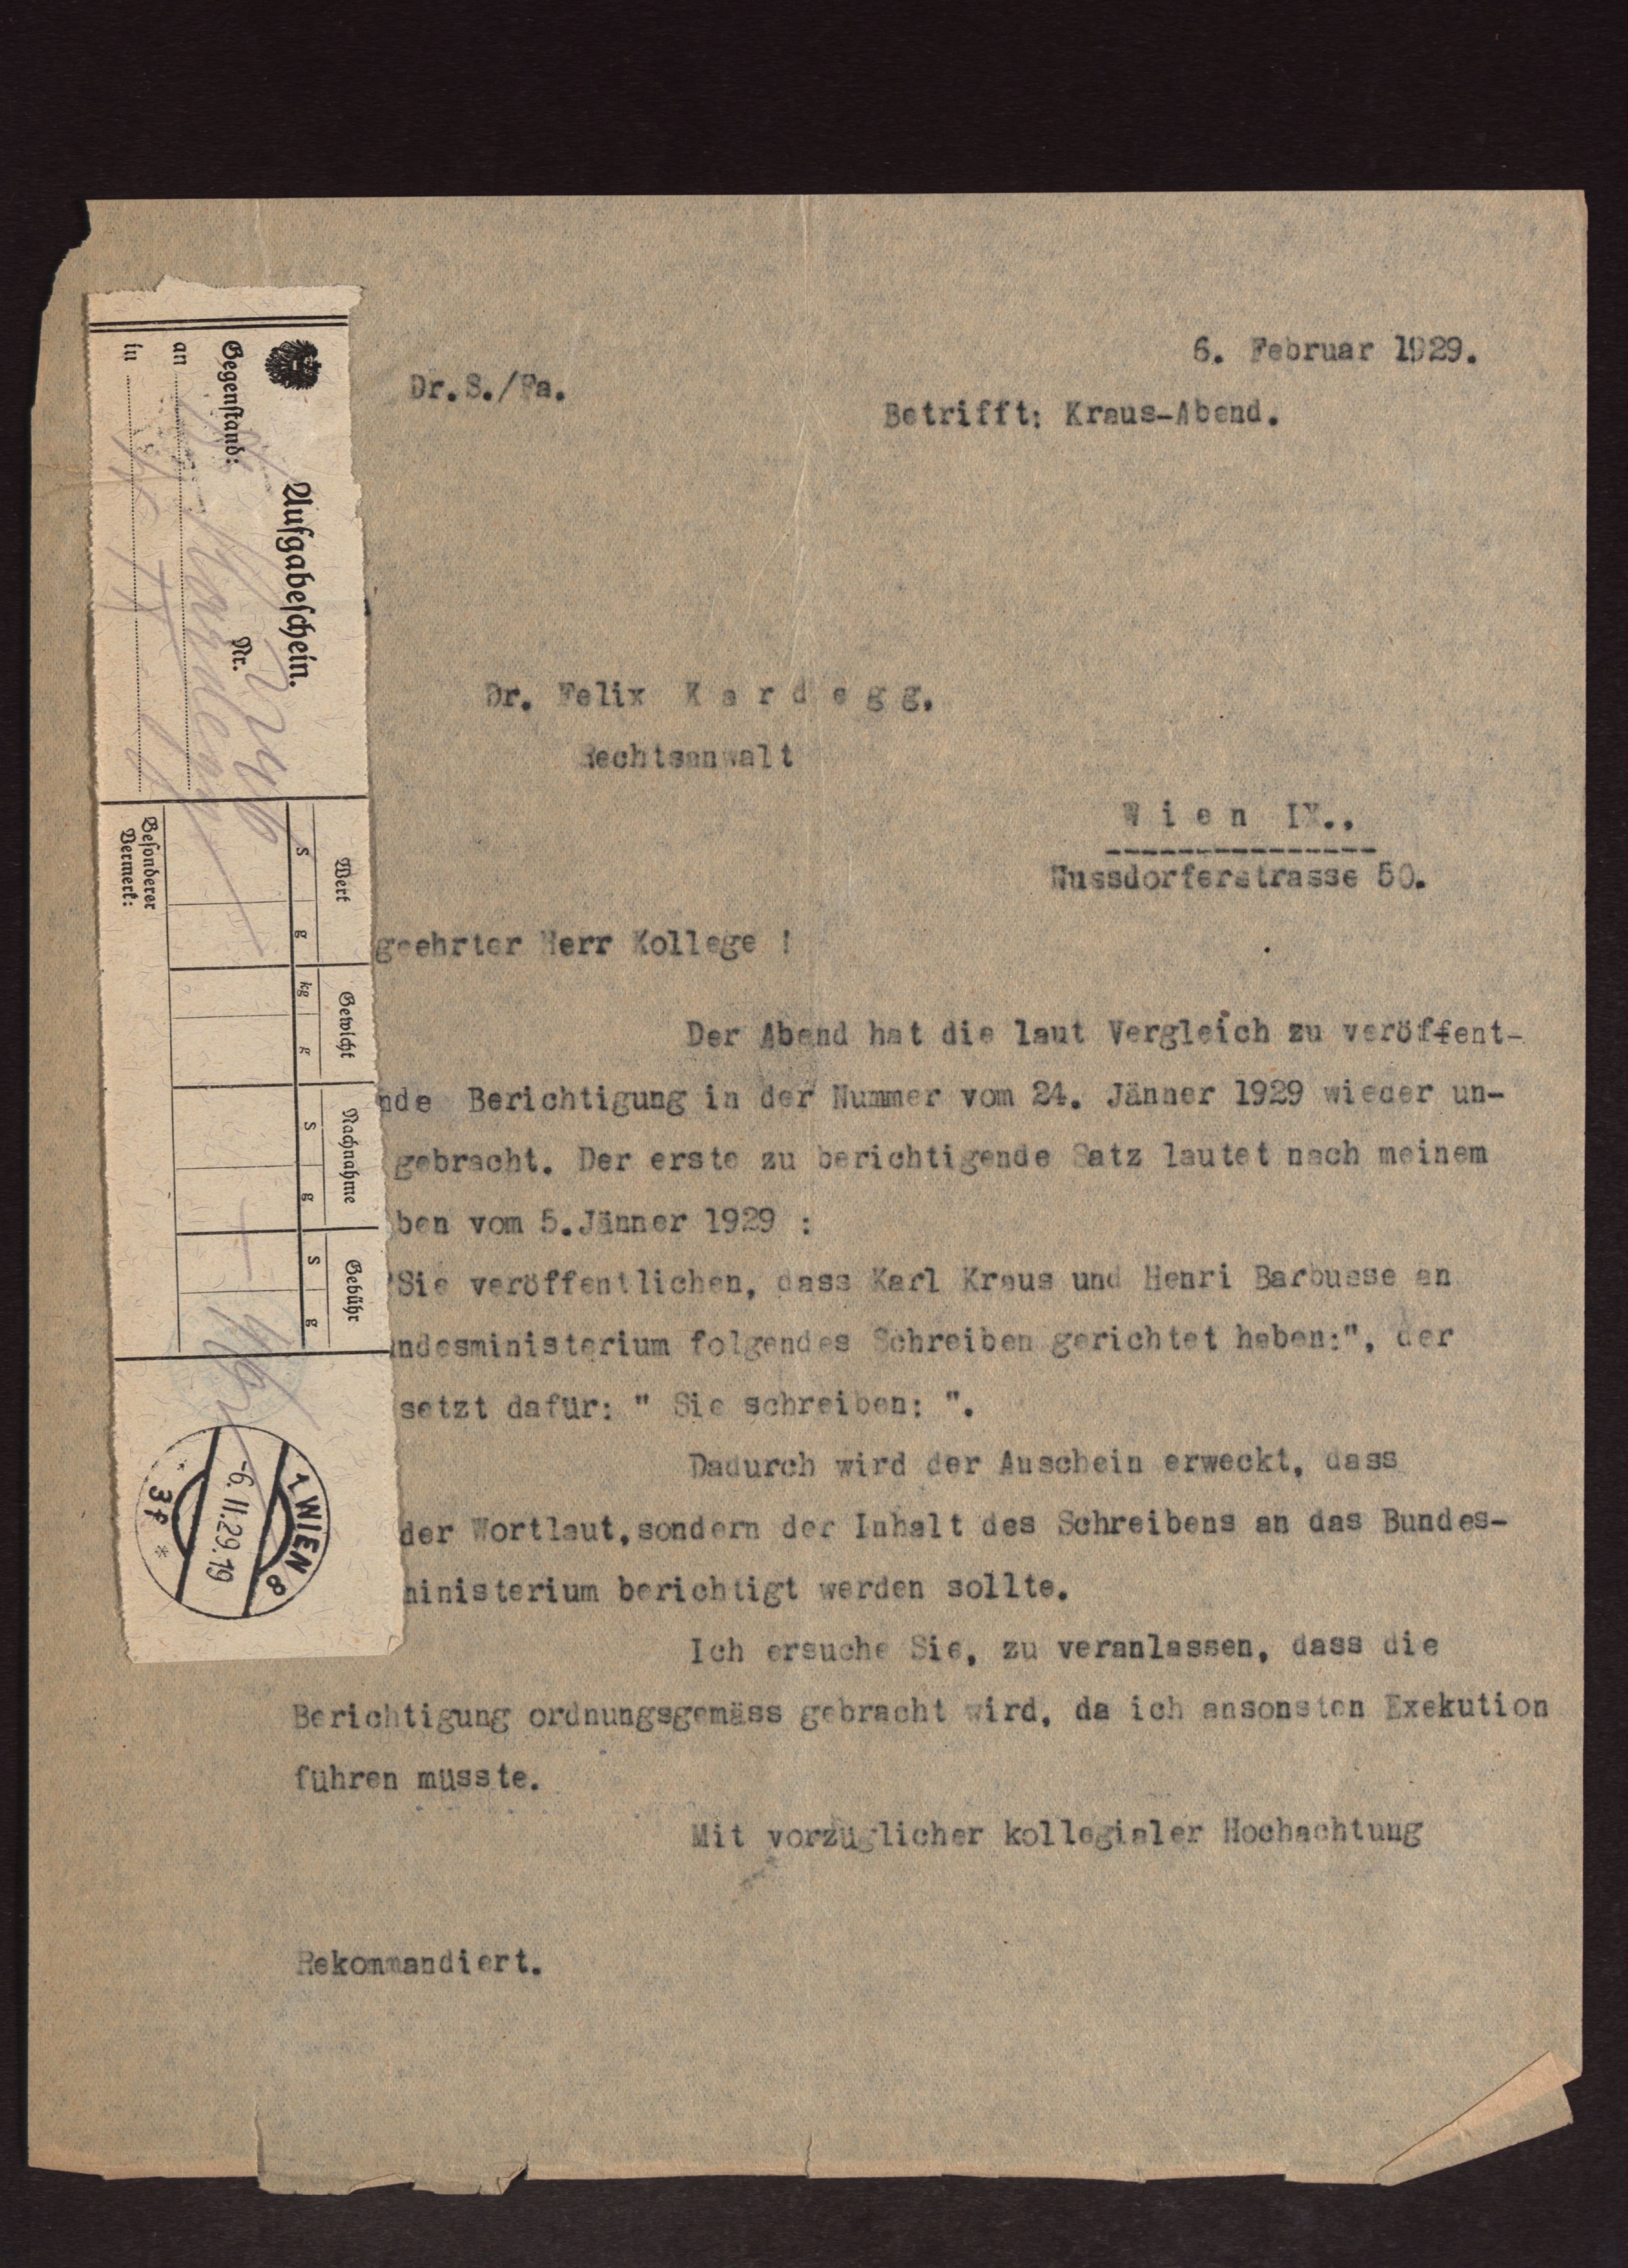 6. Februar 1929.
Dr.S./Fa.
Betrifft: Kraus-Abend.
Dr. Felix K a r d e g g.
Rechtsanwalt
W i e n  IX.,
Nussdorferstrasse 50.
geehrter Herr Kollege !
Der Abend hat die laut Vergleich zu veröffent-
nde Berichtigung in der Nummer vom 24. Jänner 1929 wieder un-
gebracht. Der erste zu berichtigende Satz lautet nach meinem
ben vom 5.Jänner 1929 :
"Sie veröffentlichen, dass Karl Kraus und Henri Barbusse an
undesministerium folgendes Schreiben gerichtet haben:", der
setzt dafür: " Sie schreiben: ".
Dadurch wird der Anschein erweckt, dass
der Wortlaut,sondern der Inhalt des Schreibens an das Bundes-
ministerium berichtigt werden sollte.
Ich ersuche Sie, zu veranlassen, dass die
Berichtigung ordnungsgemäss gebracht wird, da ich ansonsten Exekution
führen müsste.
Mit vorzüglicher kollegialer Hochachtung
Rekommandiert.
Aufgabeschein.
Gegenstand: Nr.
an
in
Wert Gewicht Nachnahme Gebühr
S g kg g S g S g
Besonderer
Vermerk:
1 WIEN 8
-6.II.29.19
* 3f *